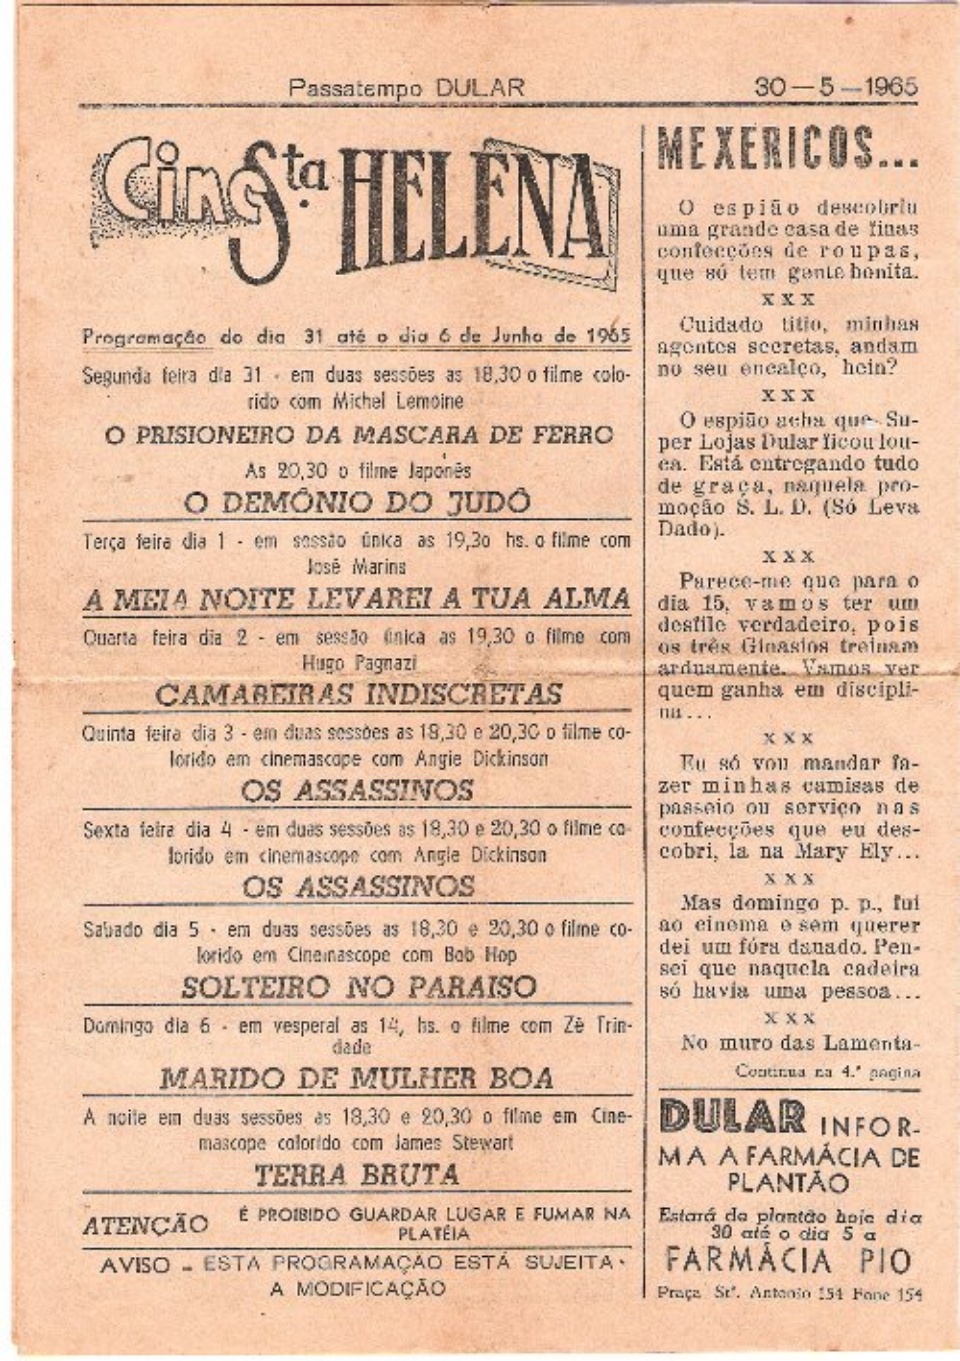 Passatempo DULAR
30 — 5 — 1965
Cine Sta. HELENA
Programação do dia 31 até o dia 6 de Junho de 1965
Segunda feira dia 31 - em duas sessões as 18,30 o filme colo-
rido com Michel Lemoine
O PRISIONEIRO DA MASCARA DE FERRO
As 20,30 o filme Japonês
O DEMÔNIO DO JUDÔ
Terça feira dia 1 - em sessão única as 19,30 hs. o filme com
José Marins
A MEIA NOITE LEVAREI A TUA ALMA
Quarta feira dia 2 - em sessão única as 19,30 o filme com
Hugo Pagnazi
CAMAREIRAS INDISCRETAS
Quinta feira dia 3 - em duas sessões as 18,30 e 20,30 o filme co-
lorido em cinemascope com Angie Dickinson
OS ASSASSINOS
Sexta feira dia 4 - em duas sessões as 18,30 e 20,30 o filme co-
lorido em cinemascope com Angie Dickinson
OS ASSASSINOS
Sabado dia 5 - em duas sessões as 18,30 e 20,30 o filme co-
lorido em Cinemascope com Bob Hop
SOLTEIRO NO PARAISO
Domingo dia 6 - em vesperal as 14, hs. o filme com Zé Trin-
dade
MARIDO DE MULHER BOA
A noite em duas sessões as 18,30 e 20,30 o filme em Cine-
mascope colorido com James Stewart
TERRA BRUTA
ATENÇÃO É PROIBIDO GUARDAR LUGAR E FUMAR NA
PLATÉIA
AVISO - ESTA PROGRAMAÇÃO ESTÁ SUJEITA
A MODIFICAÇÃO
MEXERICOS...
O espião descobriu
uma grande casa de finas
confecções de roupas,
que só tem gente bonita.
x x x
Cuidado titio, minhas
agentes secretas, andam
no seu encalço, hein?
x x x
O espião acha que Su-
per Lojas Dular ficou lou-
ca. Está entregando tudo
de graça, naquela pro-
moção S. L. D. (Só Leva
Dado).
x x x
Parece-me que para o
dia 15, vamos ter um
desfile verdadeiro, pois
os três Ginasios treinam
arduamente. Vamos ver
quem ganha em discipli-
na...
x x x
Eu só vou mandar fa-
zer minhas camisas de
passeio ou serviço nas
confecções que eu des-
cobri, la na Mary Ely...
x x x
Mas domingo p. p., fui
ao cinema e sem querer
dei um fóra danado. Pen-
sei que naquela cadeira
só havia uma pessoa...
x x x
No muro das Lamenta-
Continua na 4.ª pagina
DULAR INFOR-
MA A FARMÁCIA DE
PLANTÃO
Estará de plantão hoje dia
30 até o dia 5 a
FARMÁCIA PIO
Praça Stº. Antonio 154 Fone 154